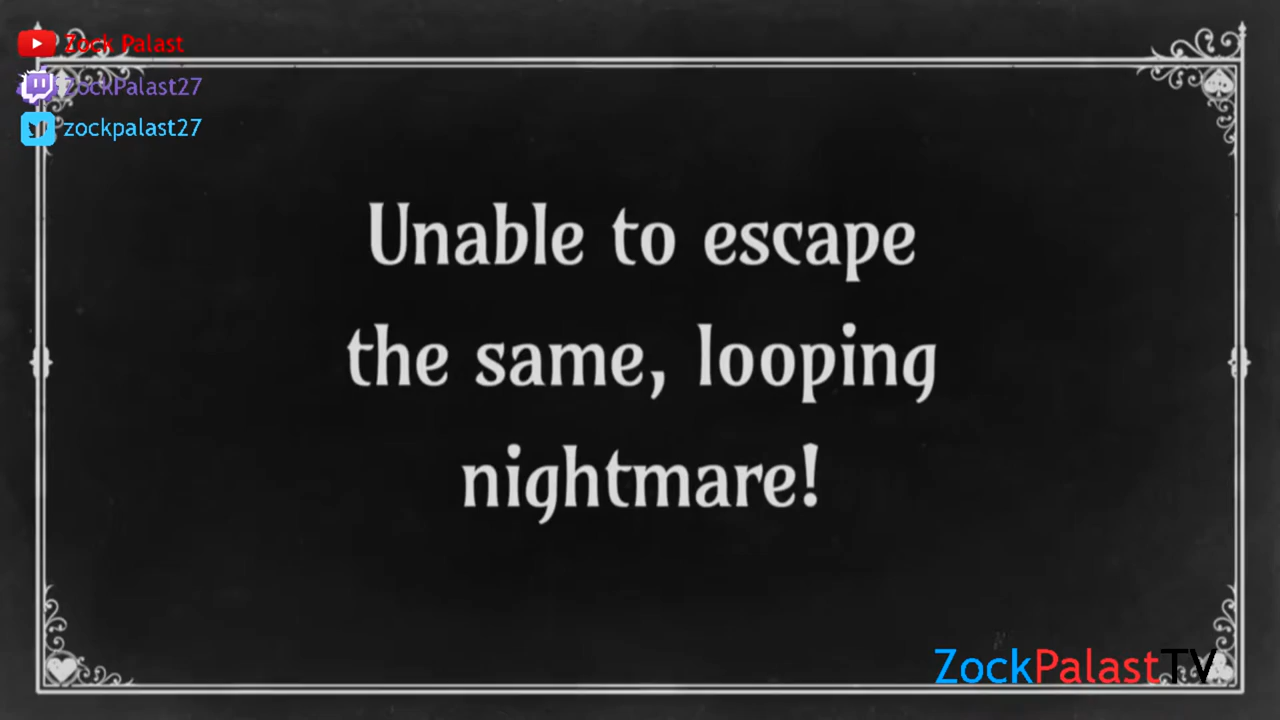 Zock Palast
ZockPalast27
zockpalast27
Unable to escape
the same, looping
nightmare!
ZockPalastTV